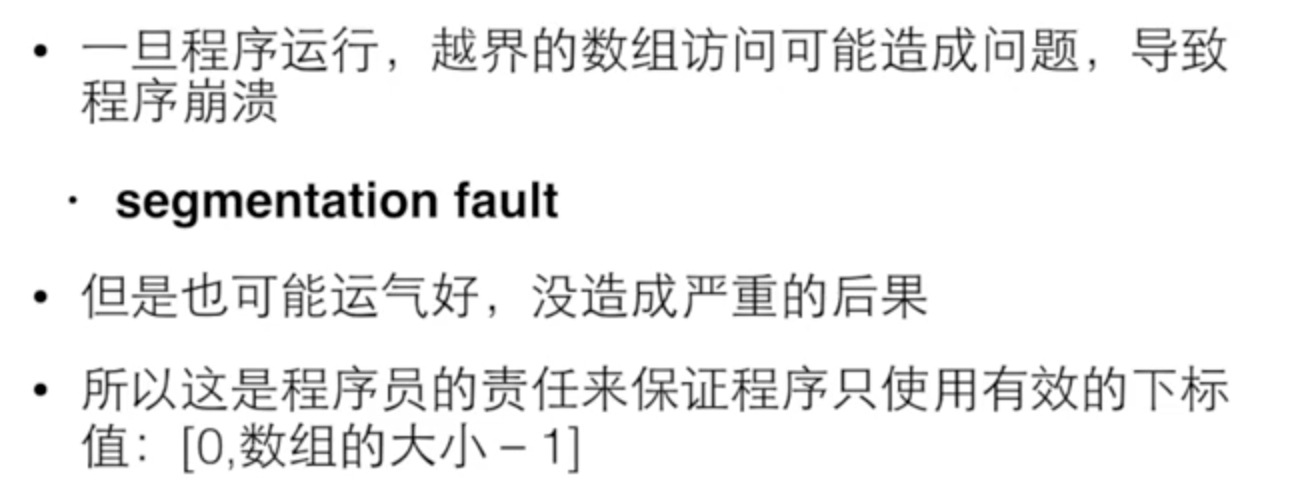 • 一旦程序运行，越界的数组访问可能造成问题，导致
程序崩溃
• segmentation fault
• 但是也可能运气好，没造成严重的后果
• 所以这是程序员的责任来保证程序只使用有效的下标
值：[0,数组的大小 – 1]